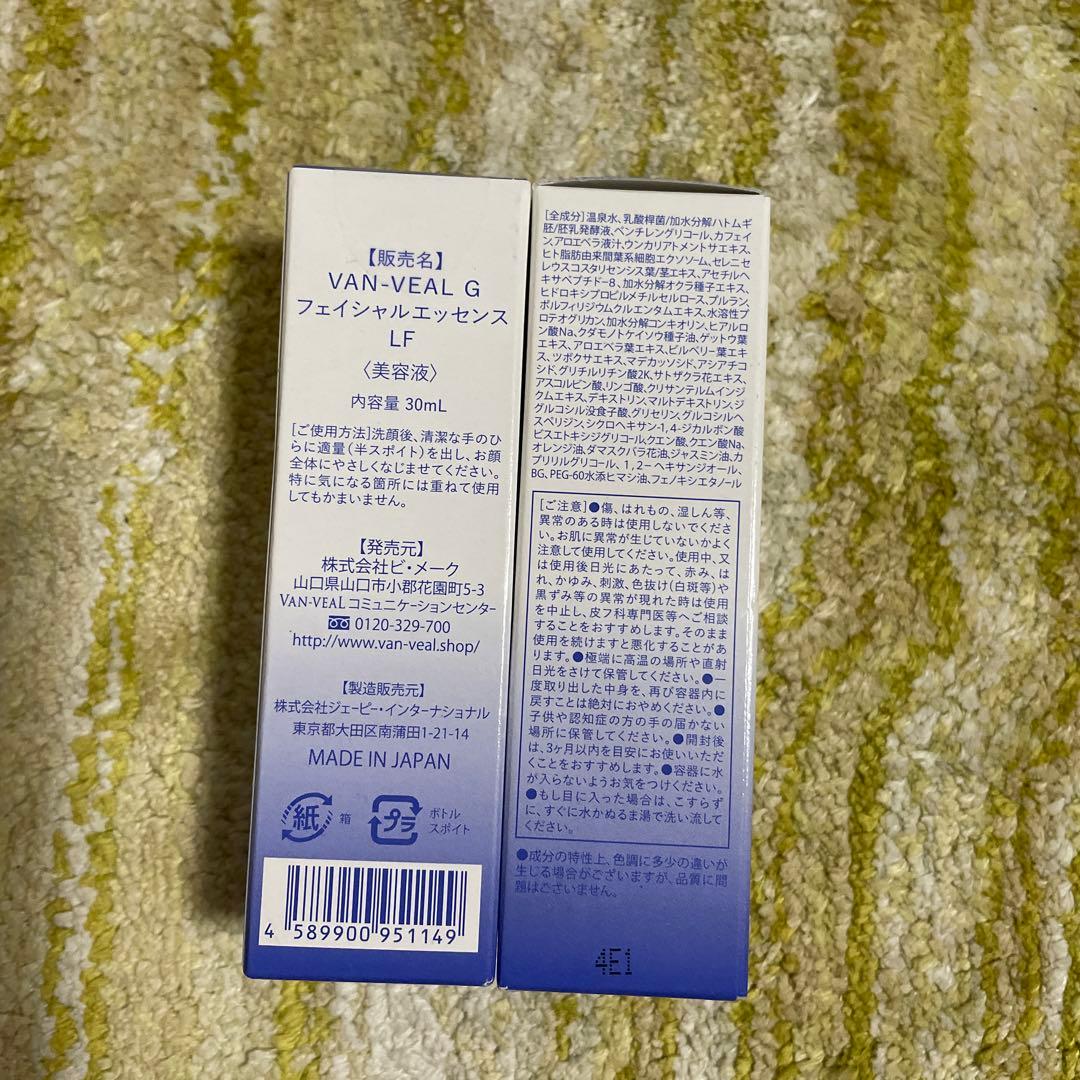 【販売名】
VAN-VEAL G
フェイシャルエッセンス
LF
〈美容液〉
内容量 30mL
[ご使用方法]洗顔後、清潔な手のひ
らに適量(半スポイト)を出し、お顔
全体にやさしくなじませてください。
特に気になる箇所には重ねて使用
してもかまいません。
【発売元】
株式会社ビ・メーク
山口県山口市小郡花園町5-3
VAN-VEALコミュニケーションセンター
0120-329-700
http://www.van-veal.shop/
【製造販売元】
株式会社ジェーピー・インターナショナル
東京都大田区南蒲田1-21-14
MADE IN JAPAN
紙 箱
プラ ボトル
スポイト
4 589900 951149
[全成分]温泉水、乳酸桿菌/加水分解ハトムギ
胚/胚乳発酵液、ペンチレングリコール、カフェイ
ン、アロエベラ液汁、ウンカリアトメントサエキス、
ヒト脂肪由来間葉系細胞エクソソーム、セレニセ
レウスコスタリセンシス葉/茎エキス、アセチルヘ
キサペプチド－8、加水分解オクラ種子エキス、
ヒドロキシプロピルメチルセルロース、プルラン、
ポルフィリジウムクルエンタムエキス、水溶性プ
ロテオグリカン、加水分解コンキオリン、ヒアルロ
ン酸Na、クダモノトケイソウ種子油、ゲットウ葉
エキス、アロエベラ葉エキス、ビルベリー葉エキ
ス、ツボクサエキス、マデカッソシド、アシアチコ
シド、グリチルリチン酸2K、サトザクラ花エキス、
アスコルビン酸、リンゴ酸、クリサンテルムインジ
クムエキス、デキストリン、マルトデキストリン、ジ
グルコシル没食子酸、グリセリン、グルコシルヘ
スペリジン、シクロヘキサン-1, 4-ジカルボン酸
ビスエトキシジグリコール、クエン酸、クエン酸Na、
オレンジ油、ダマスクバラ花油、ジャスミン油、カ
プリリルグリコール、1, 2－ヘキサンジオール、
BG、PEG-60水添ヒマシ油、フェノキシエタノール
[ご注意]●傷、はれもの、湿しん等、
異常のある時は使用しないでくださ
い。お肌に異常が生じていないかよく
注意して使用してください。使用中、又
は使用後日光にあたって、赤み、は
れ、かゆみ、刺激、色抜け(白斑等)や
黒ずみ等の異常が現れた時は使用
を中止し、皮フ科専門医等へご相談
することをおすすめします。そのまま
使用を続けますと悪化することがあ
ります。●極端に高温の場所や直射
日光をさけて保管してください。●一
度取り出した中身を、再び容器内に
戻すことは絶対におやめください。●
子供や認知症の方の手の届かない
場所に保管してください。●開封後
は、3ヶ月以内を目安にお使いいただ
くことをおすすめします。●容器に水
が入らないようお気をつけください。
●もし目に入った場合は、こすらず
に、すぐに水かぬるま湯で洗い流して
ください。
●成分の特性上、色調に多少の違いが
生じる場合がございますが、品質に問
題はございません。
4E1